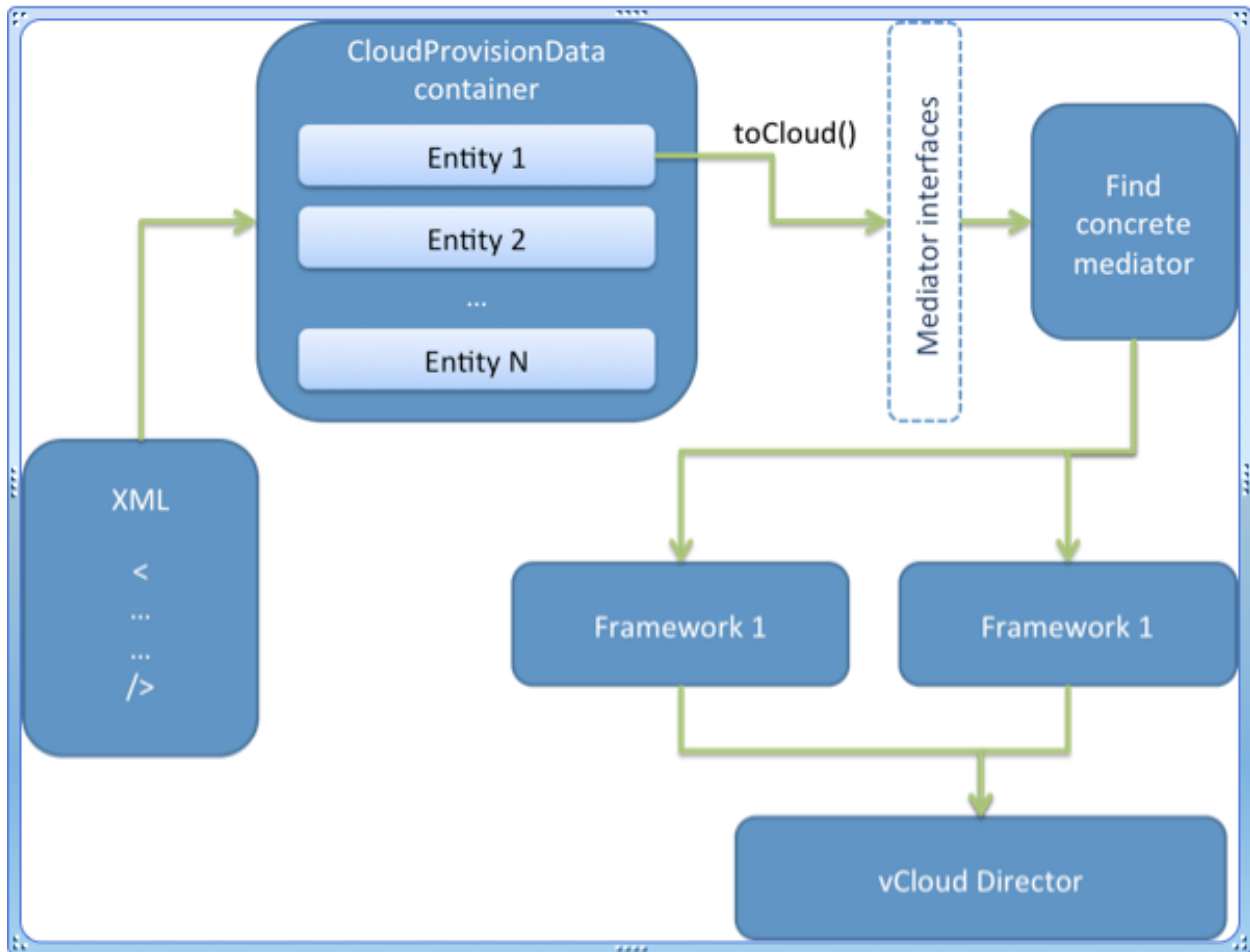 CloudProvisionData
container
Entity 1
Entity 2
...
Entity N
toCloud()
Mediator interfaces
Find
concrete
mediator
XML
<
...
...
/>
Framework 1
Framework 1
vCloud Director